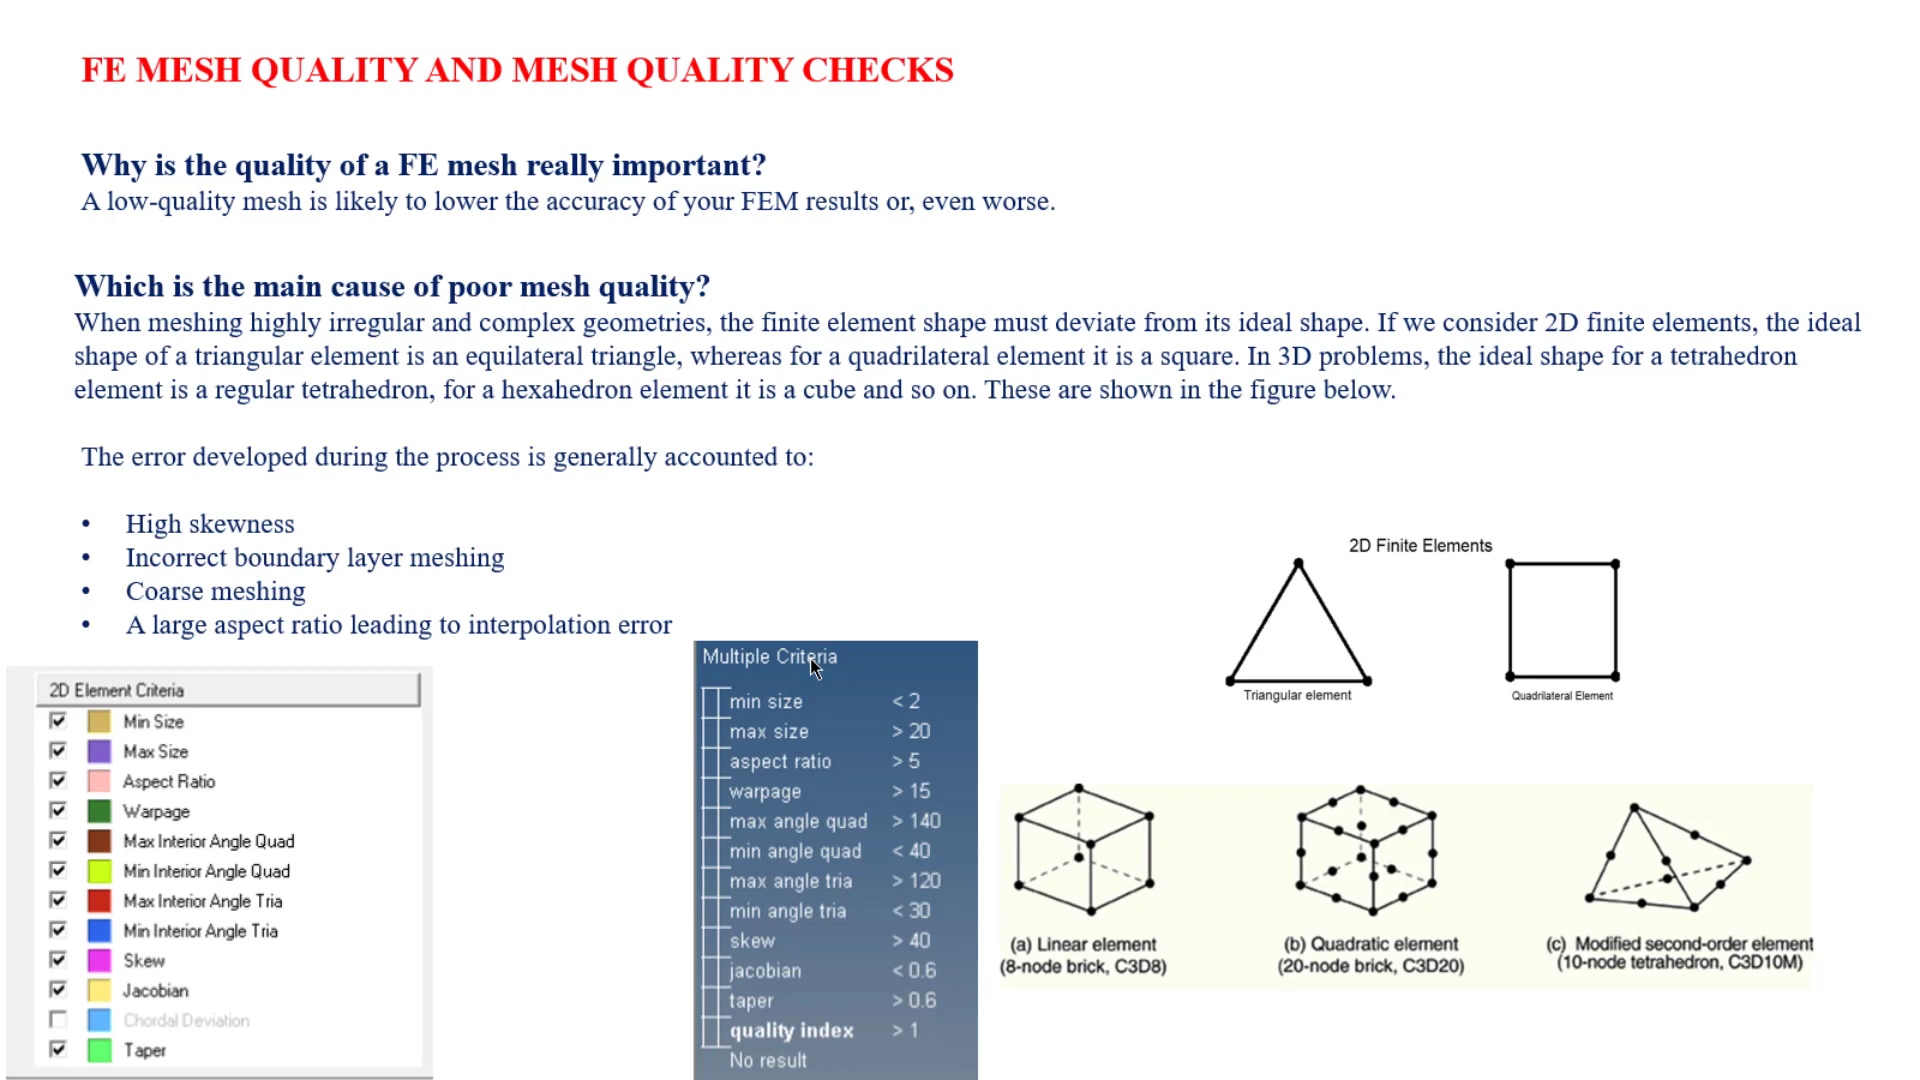 FE MESH QUALITY AND MESH QUALITY CHECKS
Why is the quality of a FE mesh really important?
A low-quality mesh is likely to lower the accuracy of your FEM results or, even worse.
Which is the main cause of poor mesh quality?
When meshing highly irregular and complex geometries, the finite element shape must deviate from its ideal shape. If we consider 2D finite elements, the ideal
shape of a triangular element is an equilateral triangle, whereas for a quadrilateral element it is a square. In 3D problems, the ideal shape for a tetrahedron
element is a regular tetrahedron, for a hexahedron element it is a cube and so on. These are shown in the figure below.
The error developed during the process is generally accounted to:
• High skewness
• Incorrect boundary layer meshing
• Coarse meshing
• A large aspect ratio leading to interpolation error
2D Element Criteria
Min Size
Max Size
Aspect Ratio
Warpage
Max Interior Angle Quad
Min Interior Angle Quad
Max Interior Angle Tria
Min Interior Angle Tria
Skew
Jacobian
Chordal Deviation
Taper
Multiple Criteria
min size < 2
max size > 20
aspect ratio > 5
warpage > 15
max angle quad > 140
min angle quad < 40
max angle tria > 120
min angle tria < 30
skew > 40
jacobian < 0.6
taper > 0.6
quality index > 1
No result
2D Finite Elements
Triangular element
Quadrilateral Element
(a) Linear element
(8-node brick, C3D8)
(b) Quadratic element
(20-node brick, C3D20)
(c) Modified second-order element
(10-node tetrahedron, C3D10M)